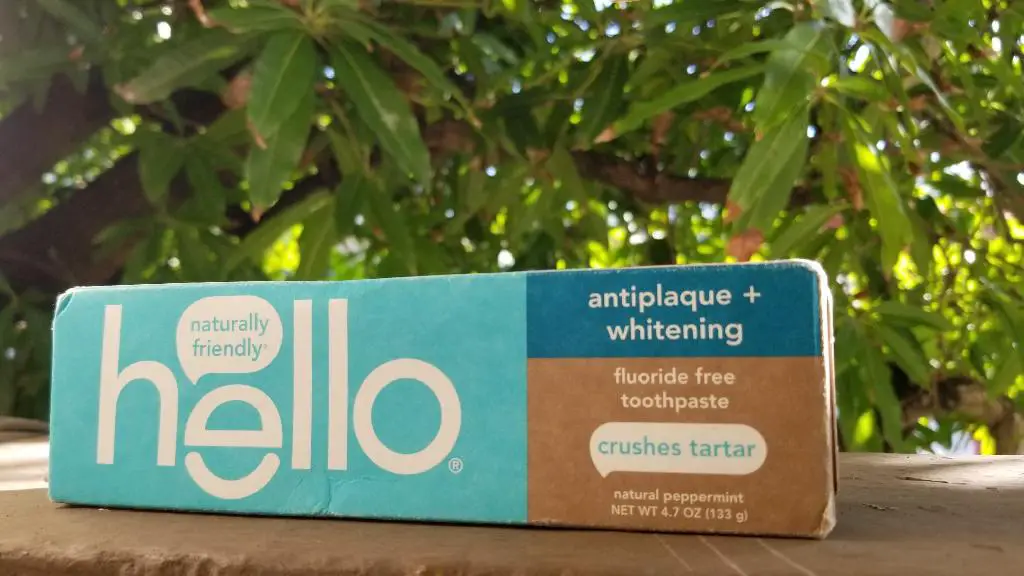 naturally
friendly®
hello®
antiplaque +
whitening
fluoride free
toothpaste
crushes tartar
natural peppermint
NET WT 4.7 OZ (133 g)